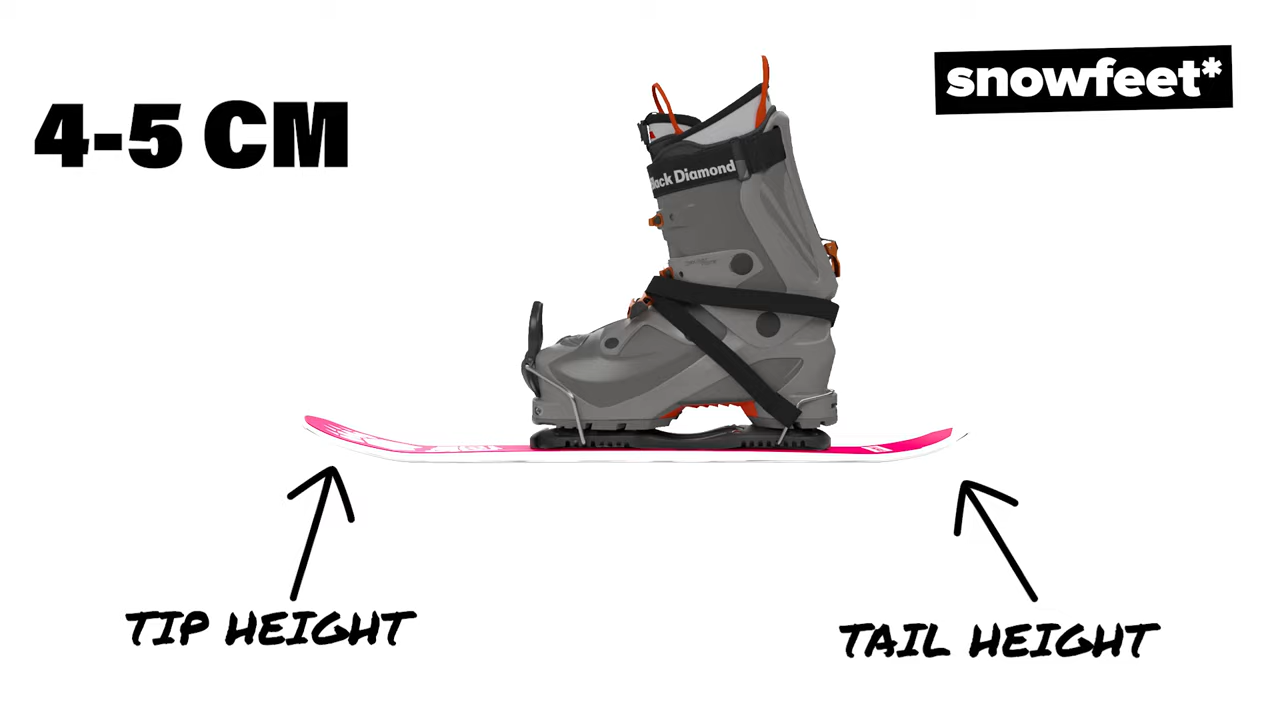 4-5 CM
snowfeet*
Black Diamond
TIP HEIGHT
TAIL HEIGHT